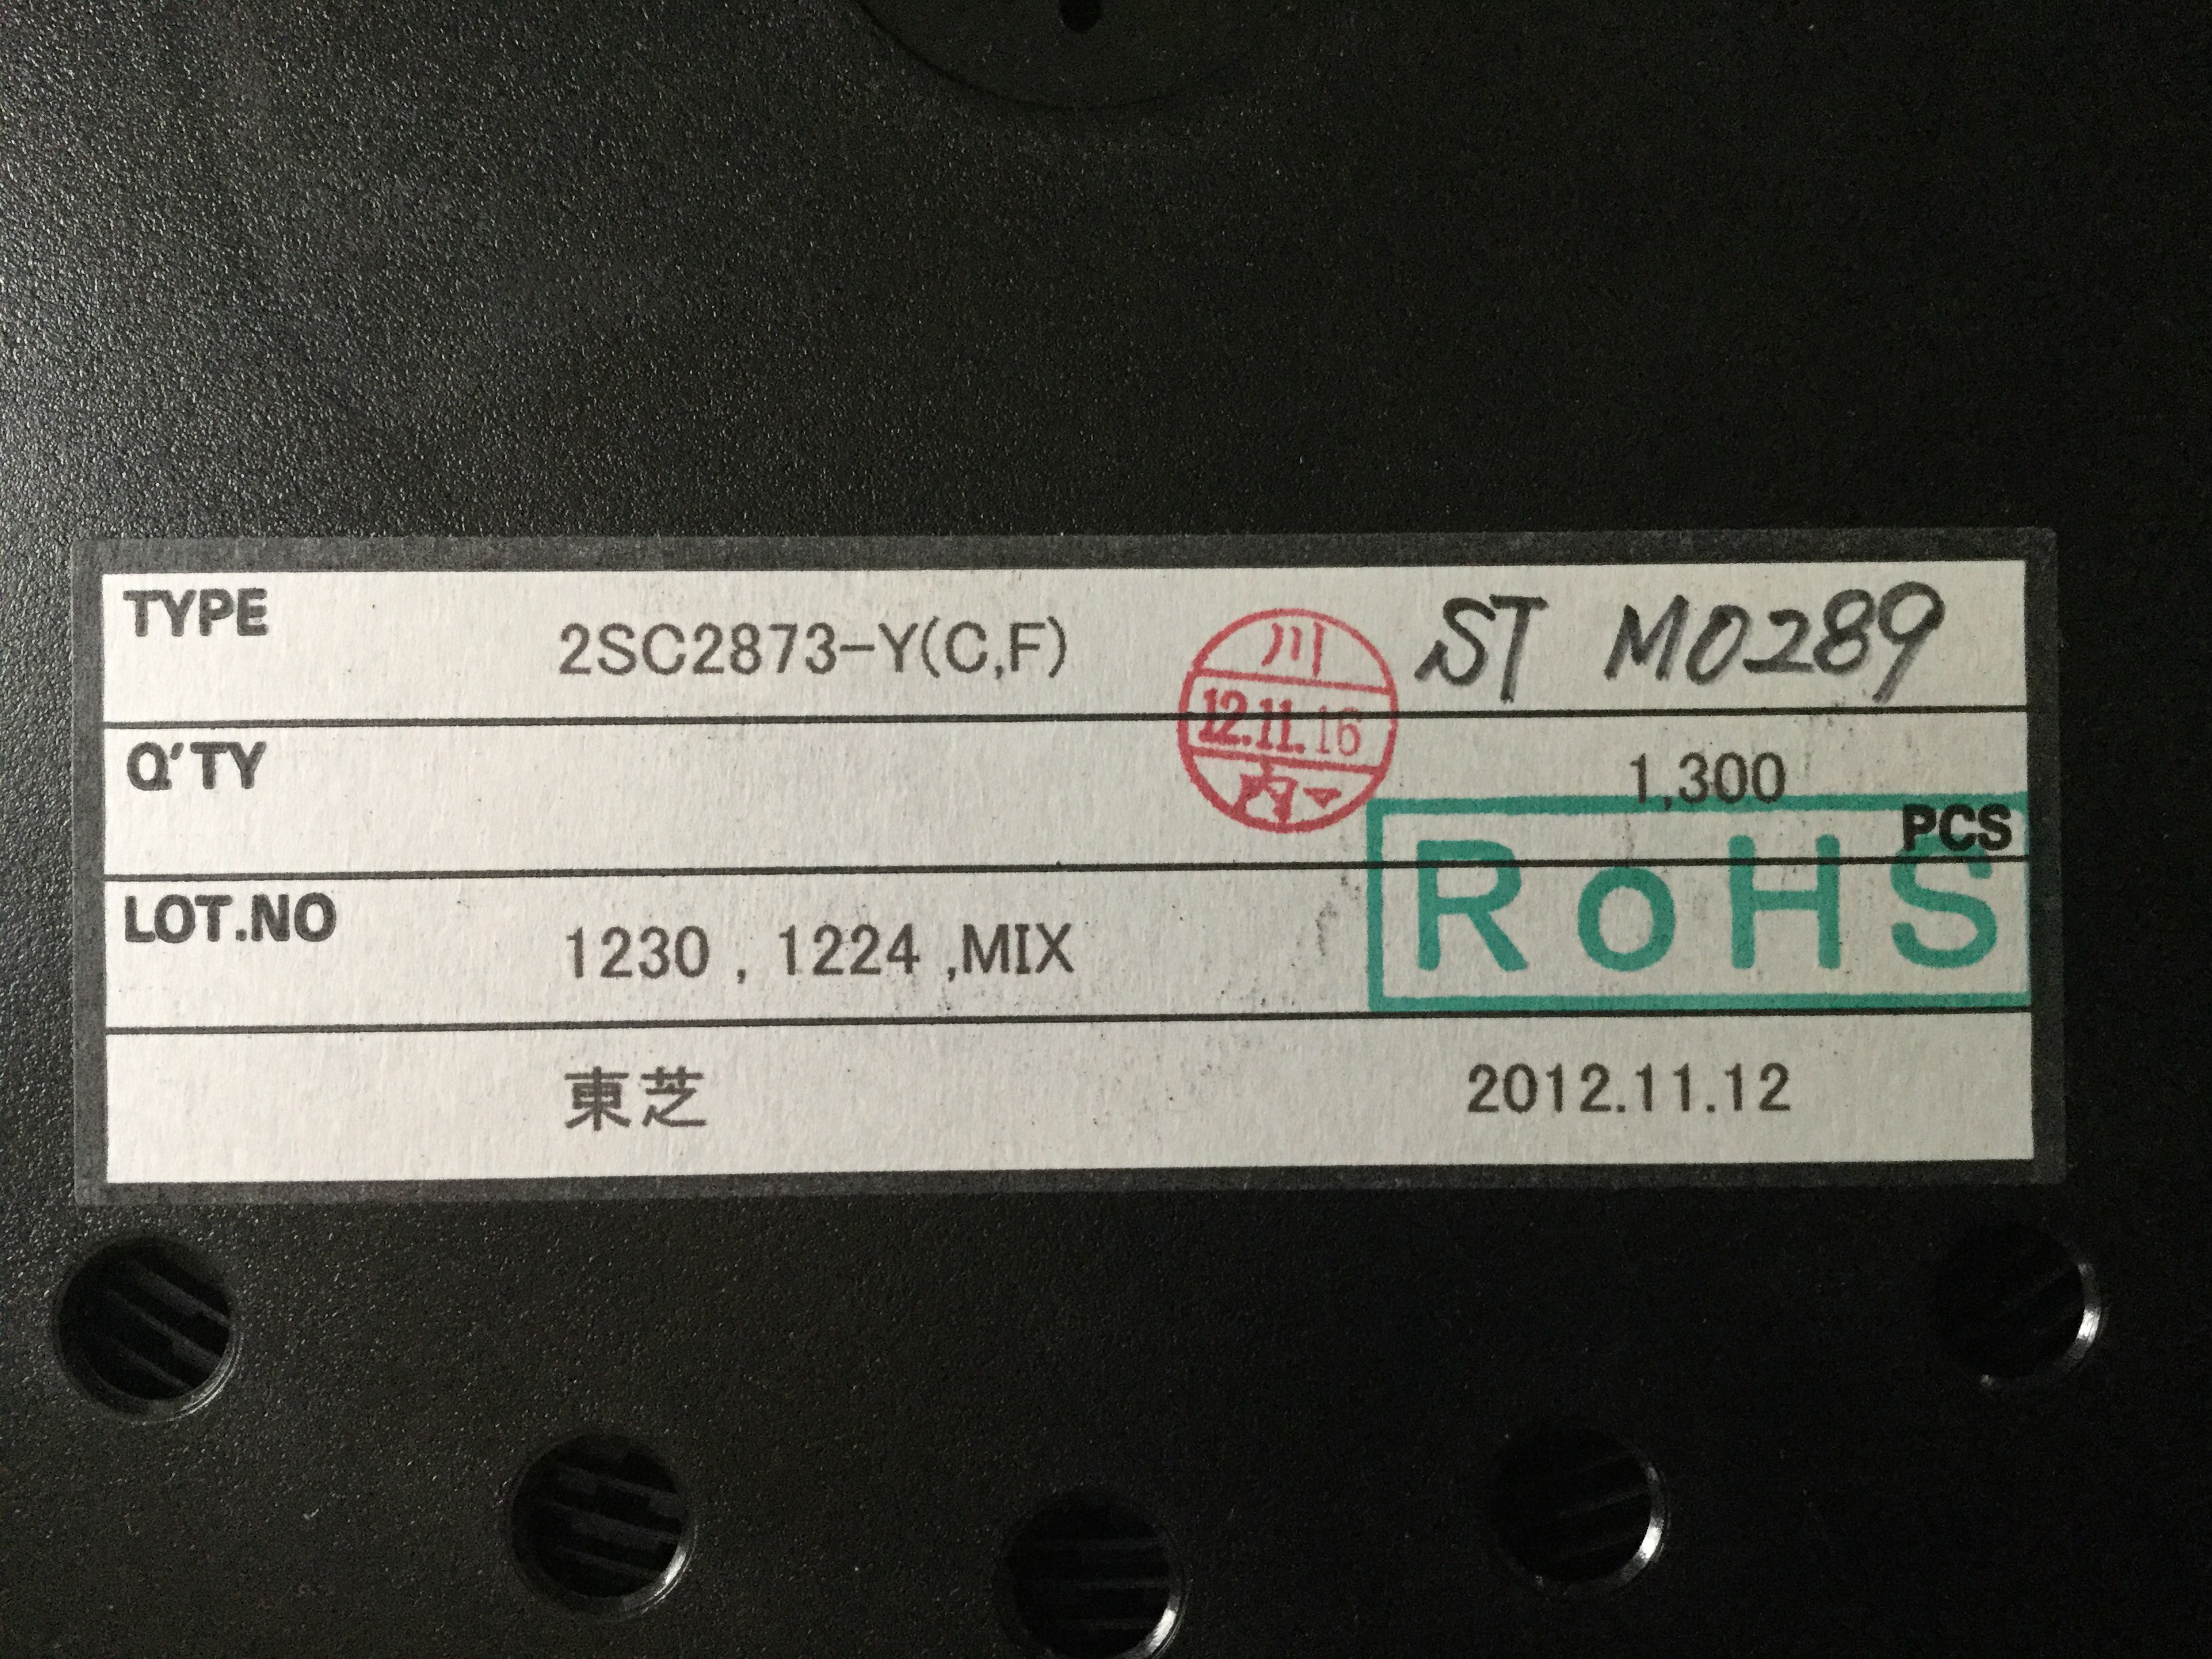 TYPE 2SC2873-Y(C,F) ST M0289
川
12.11.16
内
Q'TY 1,300 PCS
RoHS
LOT.NO 1230 , 1224 ,MIX
東芝 2012.11.12